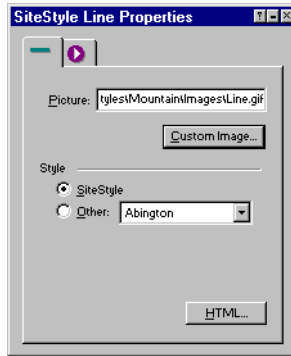 SiteStyle Line Properties
Picture: tyles\Mountain\Images\Line.gif
Custom Image...
Style
SiteStyle
Other: Abington
HTML...